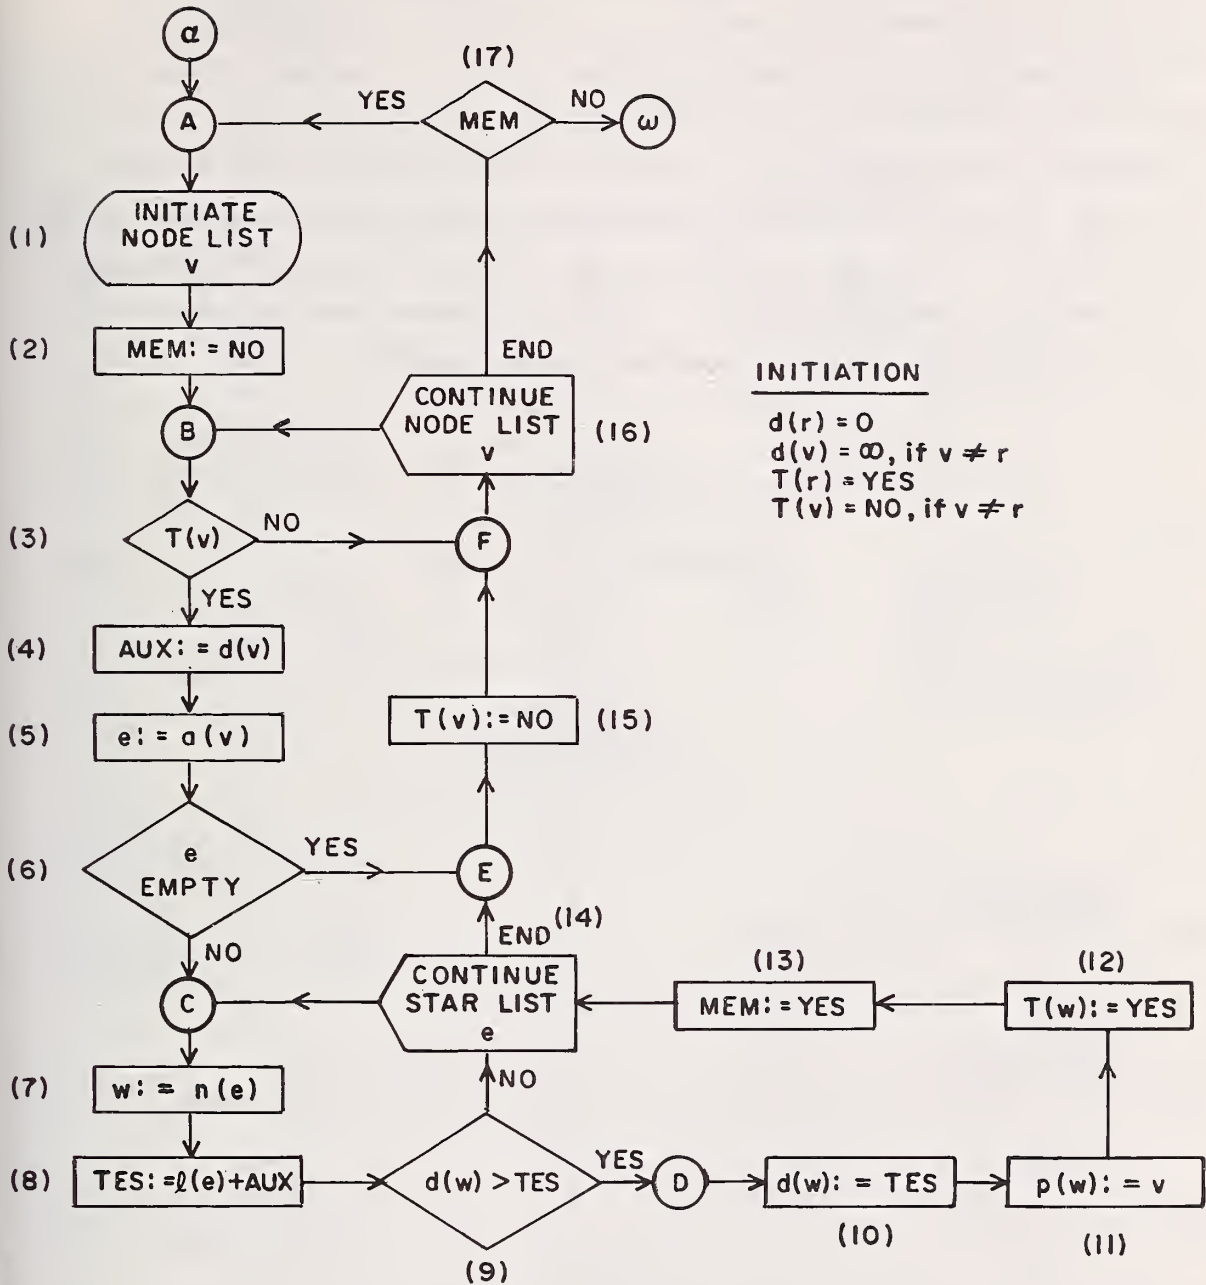 α
(17)
A
YES
MEM
NO
ω
(1)
INITIATE
NODE LIST
v
(2)
MEM: = NO
END
B
CONTINUE
NODE LIST
v
(16)
INITIATION
d(r) = 0
d(v) = ∞, if v ≠ r
T(r) = YES
T(v) = NO, if v ≠ r
(3)
T(v)
NO
F
YES
(4)
AUX: = d(v)
(5)
e: = a(v)
T(v): = NO
(15)
(6)
e
EMPTY
YES
E
NO
END
(14)
C
CONTINUE
STAR LIST
e
(13)
MEM: = YES
(12)
T(w): = YES
(7)
w: = n(e)
NO
(8)
TES: = ℓ(e)+AUX
d(w) > TES
YES
D
d(w): = TES
p(w): = v
(9)
(10)
(11)